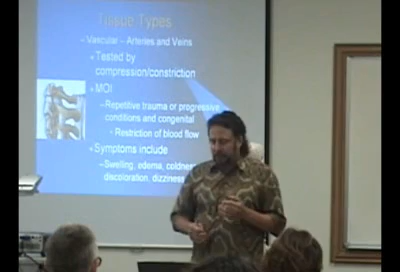 Tissue Types
– Vascular – Arteries and Veins
• Tested by
compression/constriction
• MOI
– Repetitive trauma or progressive
conditions and congenital
• Restriction of blood flow
• Symptoms include
– Swelling, edema, coldness
discoloration, dizziness